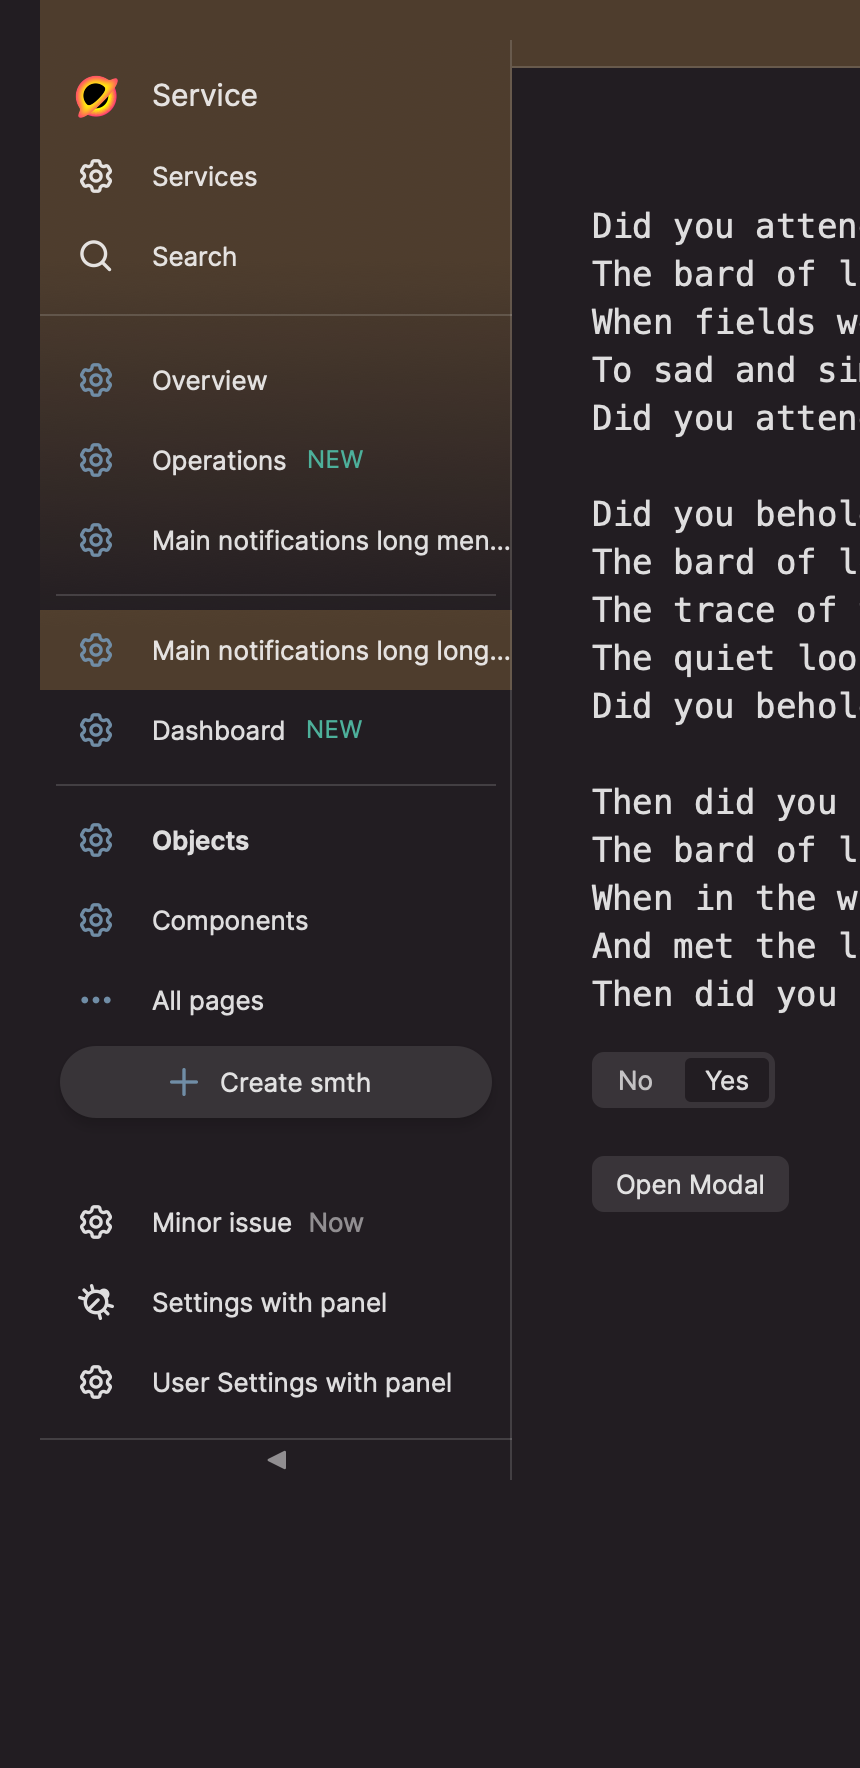 Service
Services
Search
Overview
Operations NEW
Main notifications long men...
Main notifications long long...
Dashboard NEW
Objects
Components
All pages
Create smth
Minor issue Now
Settings with panel
User Settings with panel
Did you atten
The bard of l
When fields w
To sad and si
Did you atten
Did you behol
The bard of l
The trace of
The quiet loo
Did you behol
Then did you
The bard of l
When in the w
And met the l
Then did you
No Yes
Open Modal